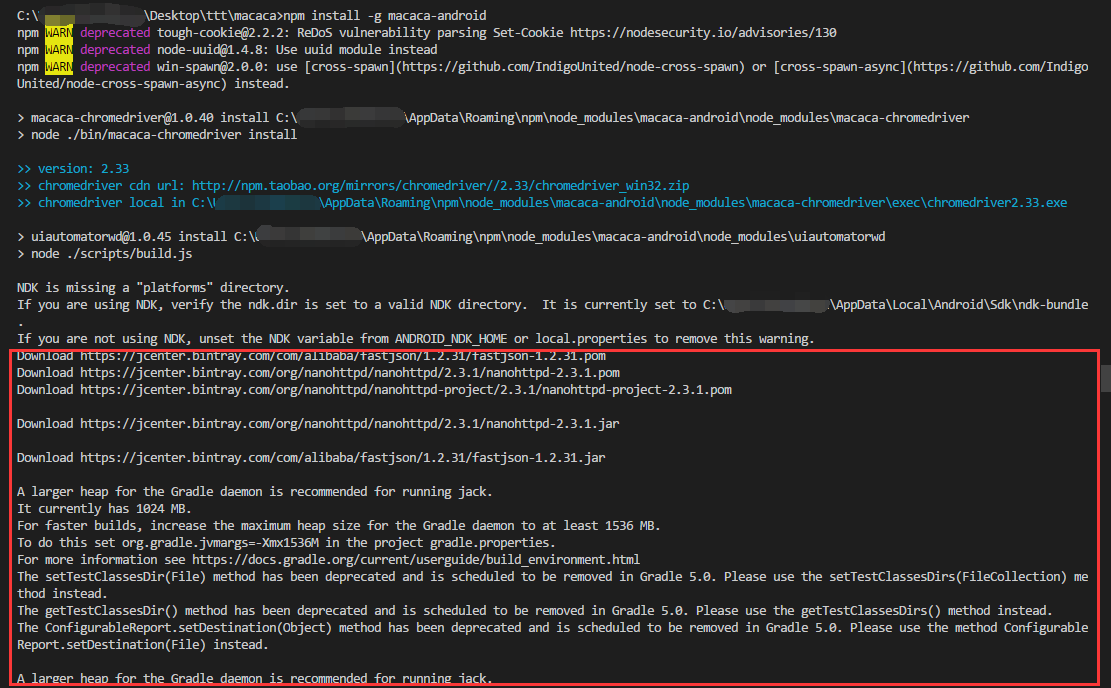 C:\ \Desktop\ttt\macaca>npm install -g macaca-android
npm WARN deprecated tough-cookie@2.2.2: ReDoS vulnerability parsing Set-Cookie https://nodesecurity.io/advisories/130
npm WARN deprecated node-uuid@1.4.8: Use uuid module instead
npm WARN deprecated win-spawn@2.0.0: use [cross-spawn](https://github.com/IndigoUnited/node-cross-spawn) or [cross-spawn-async](https://github.com/Indigo
United/node-cross-spawn-async) instead.
> macaca-chromedriver@1.0.40 install C:\ \AppData\Roaming\npm\node_modules\macaca-android\node_modules\macaca-chromedriver
> node ./bin/macaca-chromedriver install
>> version: 2.33
>> chromedriver cdn url: http://npm.taobao.org/mirrors/chromedriver//2.33/chromedriver_win32.zip
>> chromedriver local in C:\ \AppData\Roaming\npm\node_modules\macaca-android\node_modules\macaca-chromedriver\exec\chromedriver2.33.exe
> uiautomatorwd@1.0.45 install C:\ \AppData\Roaming\npm\node_modules\macaca-android\node_modules\uiautomatorwd
> node ./scripts/build.js
NDK is missing a "platforms" directory.
If you are using NDK, verify the ndk.dir is set to a valid NDK directory.  It is currently set to C:\ \AppData\Local\Android\Sdk\ndk-bundle
.
If you are not using NDK, unset the NDK variable from ANDROID_NDK_HOME or local.properties to remove this warning.
Download https://jcenter.bintray.com/com/alibaba/fastjson/1.2.31/fastjson-1.2.31.pom
Download https://jcenter.bintray.com/org/nanohttpd/nanohttpd/2.3.1/nanohttpd-2.3.1.pom
Download https://jcenter.bintray.com/org/nanohttpd/nanohttpd-project/2.3.1/nanohttpd-project-2.3.1.pom
Download https://jcenter.bintray.com/org/nanohttpd/nanohttpd/2.3.1/nanohttpd-2.3.1.jar
Download https://jcenter.bintray.com/com/alibaba/fastjson/1.2.31/fastjson-1.2.31.jar
A larger heap for the Gradle daemon is recommended for running jack.
It currently has 1024 MB.
For faster builds, increase the maximum heap size for the Gradle daemon to at least 1536 MB.
To do this set org.gradle.jvmargs=-Xmx1536M in the project gradle.properties.
For more information see https://docs.gradle.org/current/userguide/build_environment.html
The setTestClassesDir(File) method has been deprecated and is scheduled to be removed in Gradle 5.0. Please use the setTestClassesDirs(FileCollection) me
thod instead.
The getTestClassesDir() method has been deprecated and is scheduled to be removed in Gradle 5.0. Please use the getTestClassesDirs() method instead.
The ConfigurableReport.setDestination(Object) method has been deprecated and is scheduled to be removed in Gradle 5.0. Please use the method Configurable
Report.setDestination(File) instead.
A larger heap for the Gradle daemon is recommended for running jack.